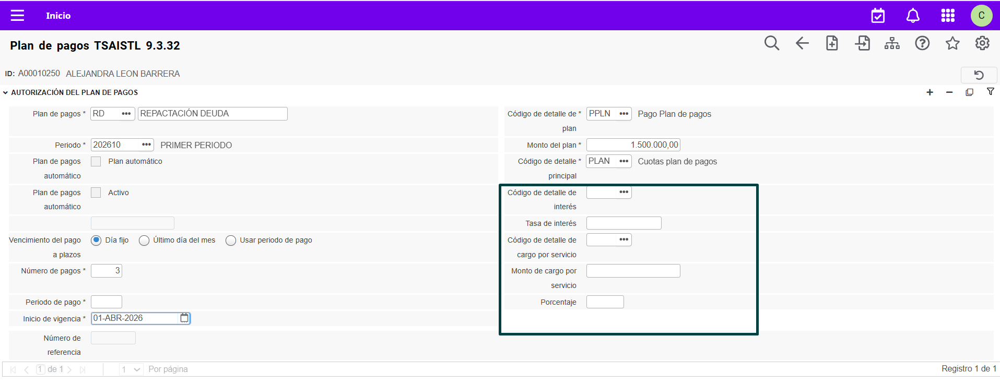 Inicio
C
Plan de pagos TSAISTL 9.3.32
ID: A00010250 ALEJANDRA LEON BARRERA
AUTORIZACIÓN DEL PLAN DE PAGOS
Plan de pagos * RD ••• REPACTACIÓN DEUDA
Código de detalle de * PPLN ••• Pago Plan de pagos
plan
Periodo * 202610 ••• PRIMER PERIODO
Monto del plan * 1.500.000,00
Plan de pagos Plan automático
automático
Código de detalle * PLAN ••• Cuotas plan de pagos
principal
Plan de pagos Activo
automático
Código de detalle de •••
interés
Tasa de interés
Vencimiento del pago Día fijo Último día del mes Usar periodo de pago
a plazos
Código de detalle de •••
cargo por servicio
Número de pagos * 3
Monto de cargo por
servicio
Periodo de pago *
Porcentaje
Inicio de vigencia * 01-ABR-2026
Número de
referencia
1 de 1 1 Por página
Registro 1 de 1